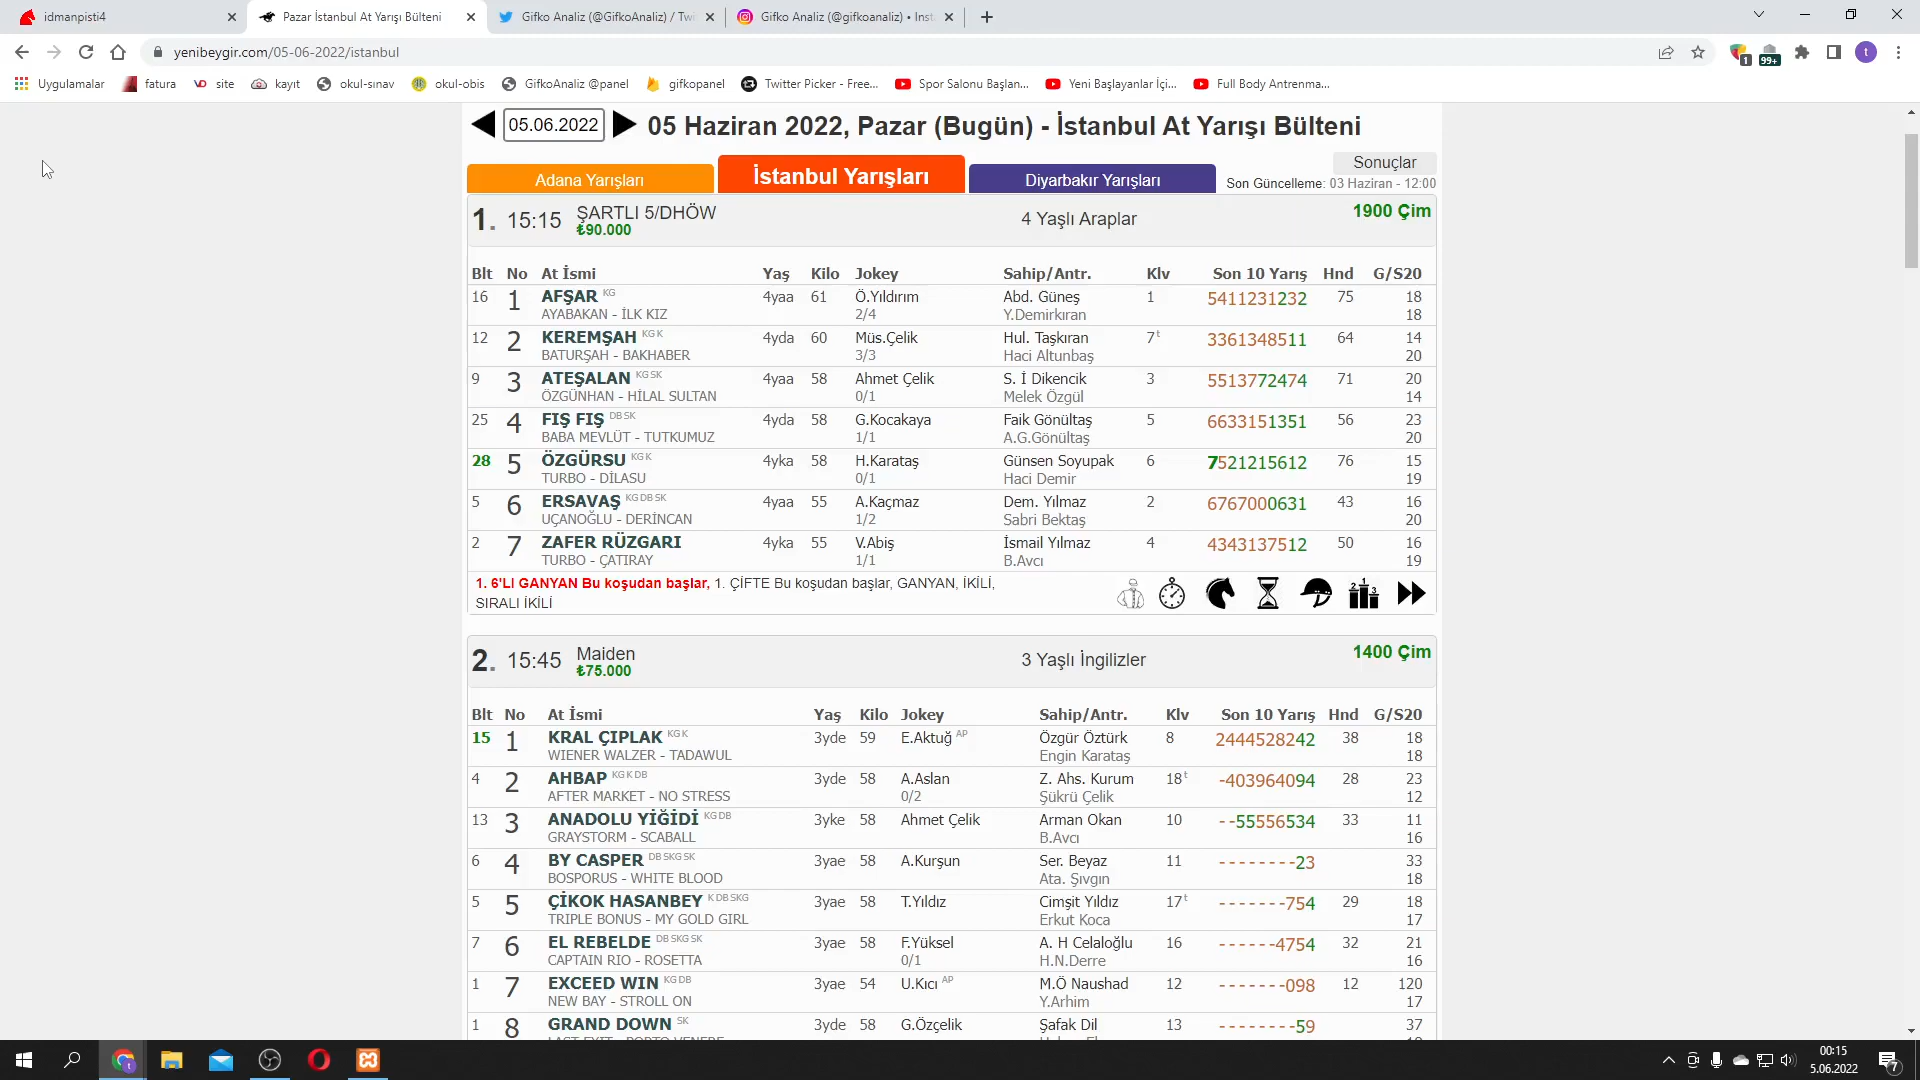 idmanpisti4
Pazar İstanbul At Yarışı Bülteni
Gifko Analiz (@GifkoAnaliz) / Twi
Gifko Analiz (@gifkoanaliz) • Inst
yenibeygir.com/05-06-2022/istanbul
1
99+
t
Uygulamalar
fatura
site
kayıt
okul-sınav
okul-obis
GifkoAnaliz @panel
gifkopanel
Twitter Picker - Free...
Spor Salonu Başlan...
Yeni Başlayanlar İçi...
Full Body Antrenma...
05.06.2022
05 Haziran 2022, Pazar (Bugün) - İstanbul At Yarışı Bülteni
Adana Yarışları
İstanbul Yarışları
Diyarbakır Yarışları
Sonuçlar
Son Güncelleme: 03 Haziran - 12:00
1. 15:15 ŞARTLI 5/DHÖW 4 Yaşlı Araplar 1900 Çim
₺90.000
Blt No At İsmi Yaş Kilo Jokey Sahip/Antr. Klv Son 10 Yarış Hnd G/S20
16 1 AFŞAR KG 4yaa 61 Ö.Yıldırım Abd. Güneş 1 5411231232 75 18
AYABAKAN - İLK KIZ 2/4 Y.Demirkıran 18
12 2 KEREMŞAH KG K 4yda 60 Müs.Çelik Hul. Taşkıran 7 t 3361348511 64 14
BATURŞAH - BAKHABER 3/3 Haci Altunbaş 20
9 3 ATEŞALAN KG SK 4yaa 58 Ahmet Çelik S. İ Dikencik 3 5513772474 71 20
ÖZGÜNHAN - HİLAL SULTAN 0/1 Melek Özgül 14
25 4 FIŞ FIŞ DB SK 4yda 58 G.Kocakaya Faik Gönültaş 5 6633151351 56 23
BABA MEVLÜT - TUTKUMUZ 1/1 A.G.Gönültaş 20
28 5 ÖZGÜRSU KG K 4yka 58 H.Karataş Günsen Soyupak 6 7521215612 76 15
TURBO - DİLASU 0/1 Haci Demir 19
5 6 ERSAVAŞ KG DB SK 4yaa 55 A.Kaçmaz Dem. Yılmaz 2 6767000631 43 16
UÇANOĞLU - DERİNCAN 1/2 Sabri Bektaş 20
2 7 ZAFER RÜZGARI 4yka 55 V.Abiş İsmail Yılmaz 4 4343137512 50 16
TURBO - ÇATIRAY 1/1 B.Avcı 19
1. 6'LI GANYAN Bu koşudan başlar, 1. ÇİFTE Bu koşudan başlar, GANYAN, İKİLİ,
SIRALI İKİLİ
2. 15:45 Maiden 3 Yaşlı İngilizler 1400 Çim
₺75.000
Blt No At İsmi Yaş Kilo Jokey Sahip/Antr. Klv Son 10 Yarış Hnd G/S20
15 1 KRAL ÇIPLAK KG K 3yde 59 E.Aktuğ AP Özgür Öztürk 8 2444528242 38 18
WIENER WALZER - TADAWUL Engin Karataş 18
4 2 AHBAP KG K DB 3yde 58 A.Aslan Z. Ahs. Kurum 18 t -403964094 28 23
AFTER MARKET - NO STRESS 0/2 Şükrü Çelik 12
13 3 ANADOLU YİĞİDİ KG DB 3yke 58 Ahmet Çelik Arman Okan 10 --55556534 33 11
GRAYSTORM - SCABALL B.Avcı 16
6 4 BY CASPER DB SKG SK 3yae 58 A.Kurşun Ser. Beyaz 11 --------23 33
BOSPORUS - WHITE BLOOD Ata. Şıvgın 18
5 5 ÇİKOK HASANBEY K DB SKG 3yae 58 T.Yıldız Cimşit Yıldız 17 t -------754 29 18
TRIPLE BONUS - MY GOLD GIRL Erkut Koca 17
7 6 EL REBELDE DB SKG SK 3yae 58 F.Yüksel A. H Celaloğlu 16 ------4754 32 21
CAPTAIN RIO - ROSETTA 0/1 H.N.Derre 16
1 7 EXCEED WIN KG DB 3yae 54 U.Kıcı AP M.Ö Naushad 12 -------098 12 120
NEW BAY - STROLL ON Y.Arhim 17
1 8 GRAND DOWN SK 3yde 58 G.Özçelik Şafak Dil 13 --------59 37
00:15
5.06.2022
7